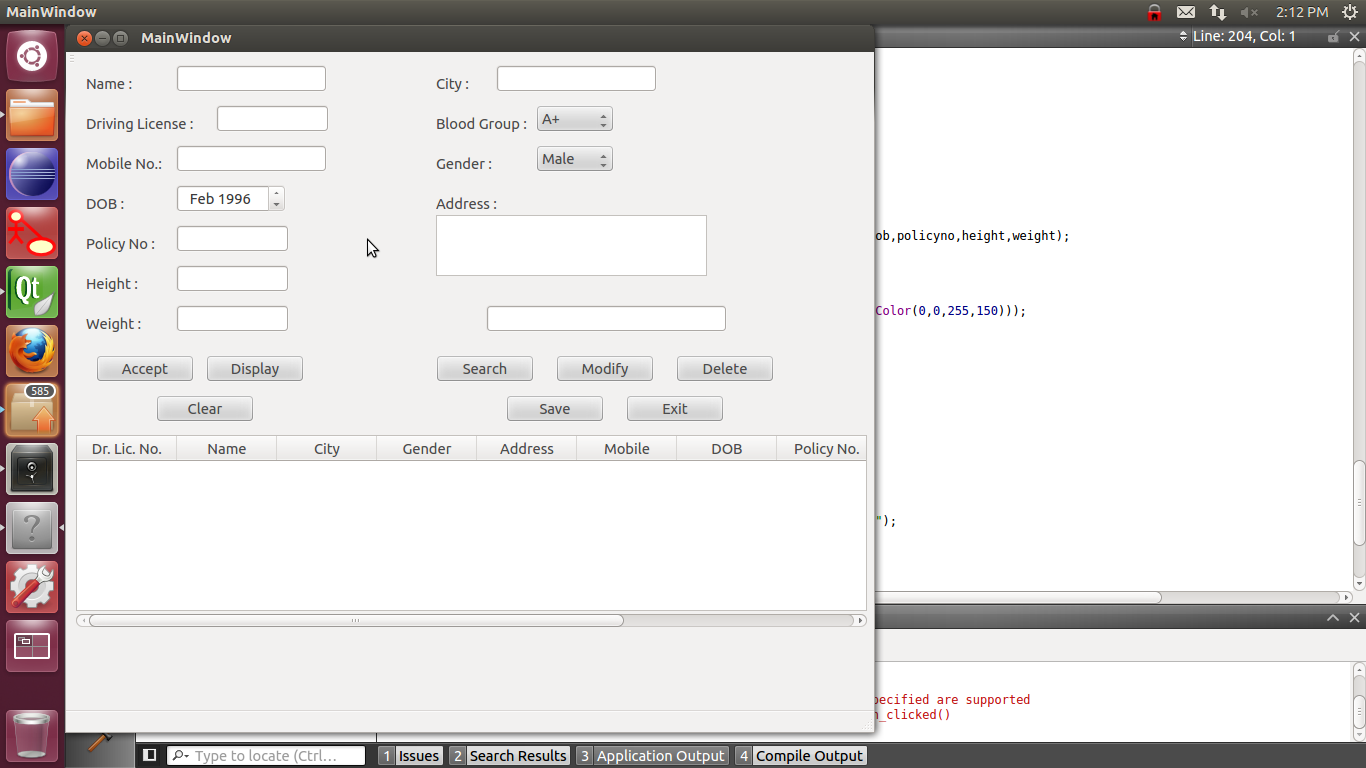 MainWindow 2:12 PM
MainWindow Line: 204, Col: 1
Name : City :
Driving License : Blood Group : A+
Mobile No.: Gender : Male
DOB : Feb 1996 Address :
Policy No : ob,policyno,height,weight);
Height :
Color(0,0,255,150)));
Weight :
Accept Display Search Modify Delete
585
Clear Save Exit
Dr. Lic. No. Name City Gender Address Mobile DOB Policy No.
Qt
");
pecified are supported
n_clicked()
Type to locate (Ctrl... 1 Issues 2 Search Results 3 Application Output 4 Compile Output